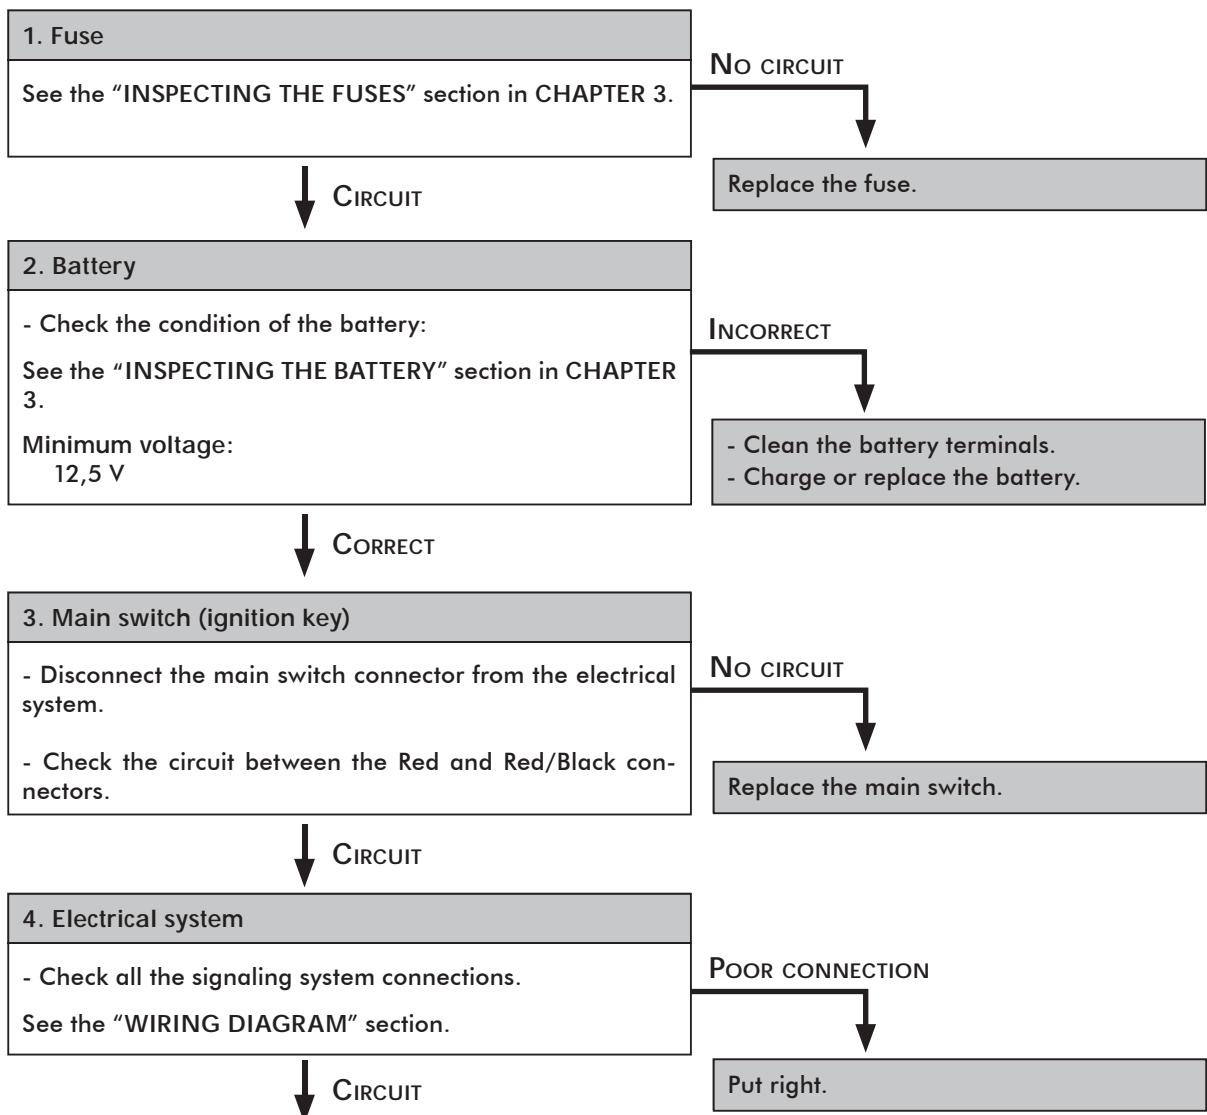 1. Fuse
See the “INSPECTING THE FUSES” section in CHAPTER 3.
NO CIRCUIT
Replace the fuse.
CIRCUIT
2. Battery
- Check the condition of the battery:
See the “INSPECTING THE BATTERY” section in CHAPTER
3.
Minimum voltage:
12,5 V
INCORRECT
- Clean the battery terminals.
- Charge or replace the battery.
CORRECT
3. Main switch (ignition key)
- Disconnect the main switch connector from the electrical
system.
- Check the circuit between the Red and Red/Black con-
nectors.
NO CIRCUIT
Replace the main switch.
CIRCUIT
4. Electrical system
- Check all the signaling system connections.
See the “WIRING DIAGRAM” section.
POOR CONNECTION
Put right.
CIRCUIT